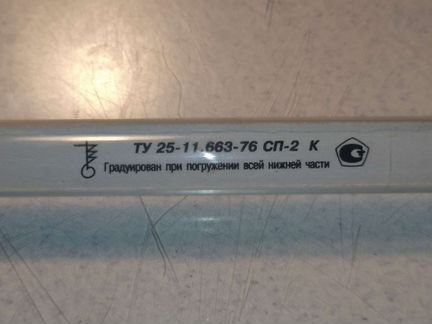 ТУ 25-11.663-76 СП-2 К
Градуирован при погружении всей нижней части